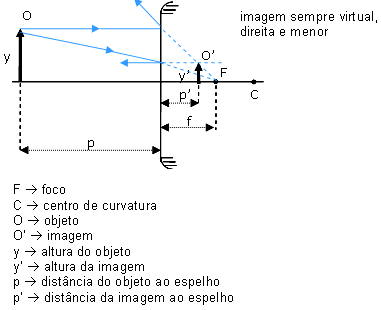 O
imagem sempre virtual,
direita e menor
O'
y
y'
F
C
p'
f
p
F → foco
C → centro de curvatura
O → objeto
O' → imagem
y → altura do objeto
y' → altura da imagem
p → distância do objeto ao espelho
p' → distância da imagem ao espelho